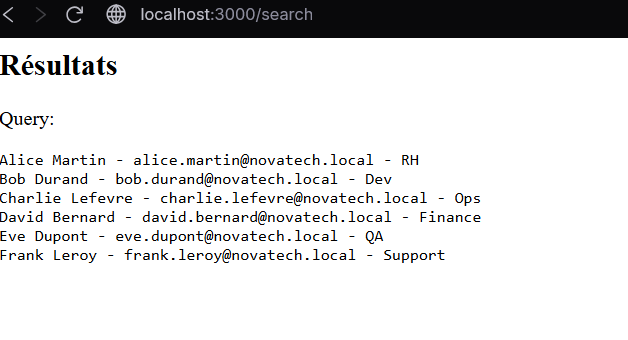 localhost:3000/search
Résultats
Query:
Alice Martin - alice.martin@novatech.local - RH
Bob Durand - bob.durand@novatech.local - Dev
Charlie Lefevre - charlie.lefevre@novatech.local - Ops
David Bernard - david.bernard@novatech.local - Finance
Eve Dupont - eve.dupont@novatech.local - QA
Frank Leroy - frank.leroy@novatech.local - Support